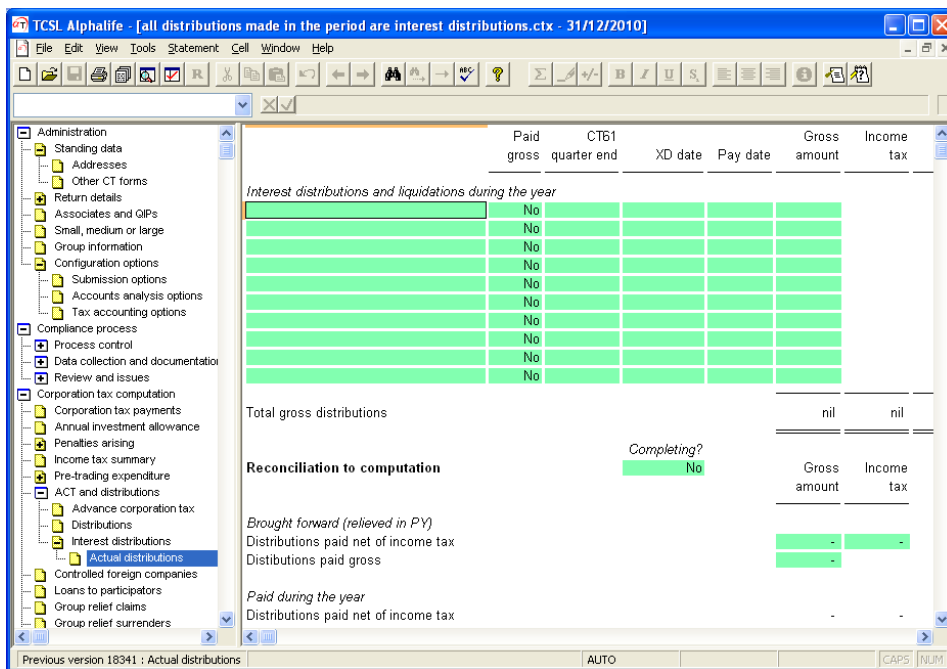 TCSL Alphalife - [all distributions made in the period are interest distributions.ctx - 31/12/2010]
File Edit View Tools Statement Cell Window Help
R ABC Σ +/- B I U S
Administration
Standing data
Addresses
Other CT forms
Return details
Associates and QIPs
Small, medium or large
Group information
Configuration options
Submission options
Accounts analysis options
Tax accounting options
Compliance process
Process control
Data collection and documentatio
Review and issues
Corporation tax computation
Corporation tax payments
Annual investment allowance
Penalties arising
Income tax summary
Pre-trading expenditure
ACT and distributions
Advance corporation tax
Distributions
Interest distributions
Actual distributions
Controlled foreign companies
Loans to participators
Group relief claims
Group relief surrenders
Paid CT61 Gross Income
gross quarter end XD date Pay date amount tax
Interest distributions and liquidations during the year
No
No
No
No
No
No
No
No
No
No
Total gross distributions nil nil
Completing?
Reconciliation to computation No Gross Income
amount tax
Brought forward (relieved in PY)
Distributions paid net of income tax - -
Distibutions paid gross -
Paid during the year
Distributions paid net of income tax - -
Previous version 18341 : Actual distributions AUTO CAPS NUM